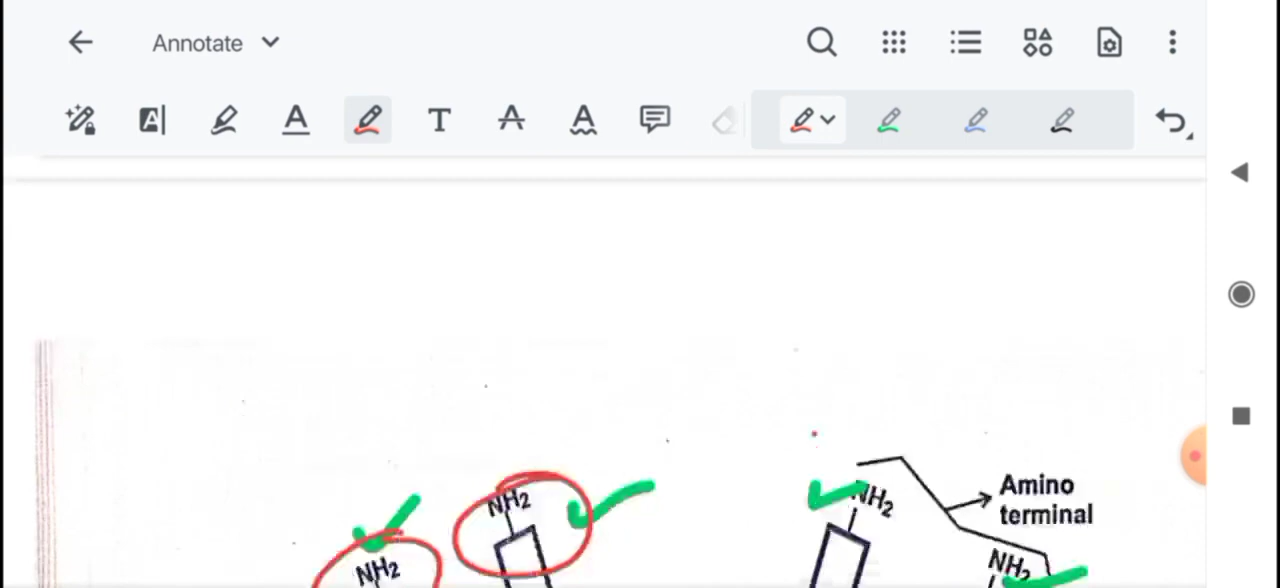 Annotate
NH₂
NH₂
Amino
terminal
NH₂
NH₂